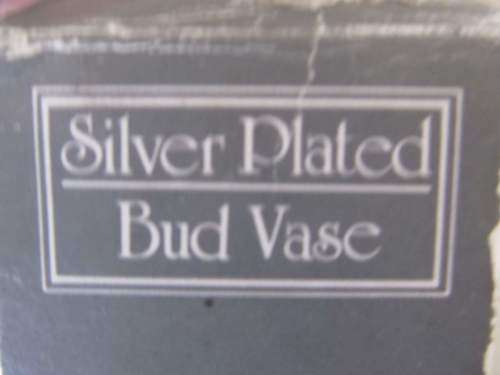 Silver Plated
Bud Vase